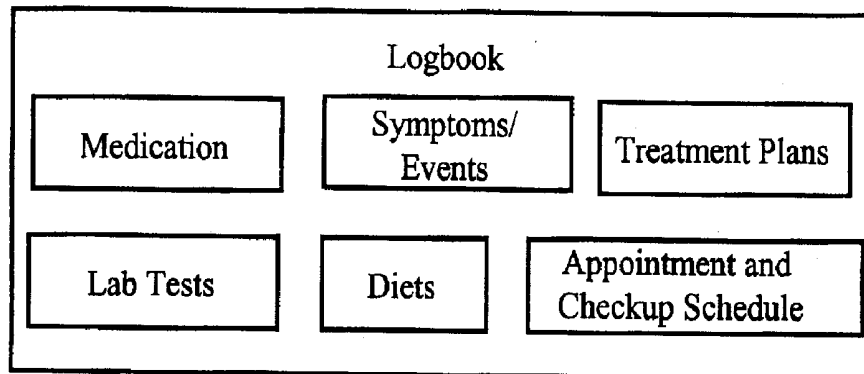 Logbook
Medication
Symptoms/
Events
Treatment Plans
Lab Tests
Diets
Appointment and
Checkup Schedule